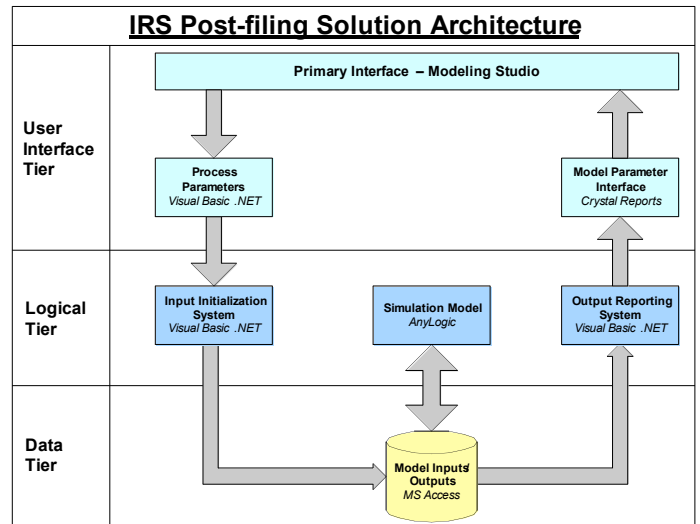 IRS Post-filing Solution Architecture
Primary Interface – Modeling Studio
User
Interface
Tier
Process
Parameters
Visual Basic .NET
Model Parameter
Interface
Crystal Reports
Logical
Tier
Input Initialization
System
Visual Basic .NET
Simulation Model
AnyLogic
Output Reporting
System
Visual Basic .NET
Data
Tier
Model Inputs/
Outputs
MS Access